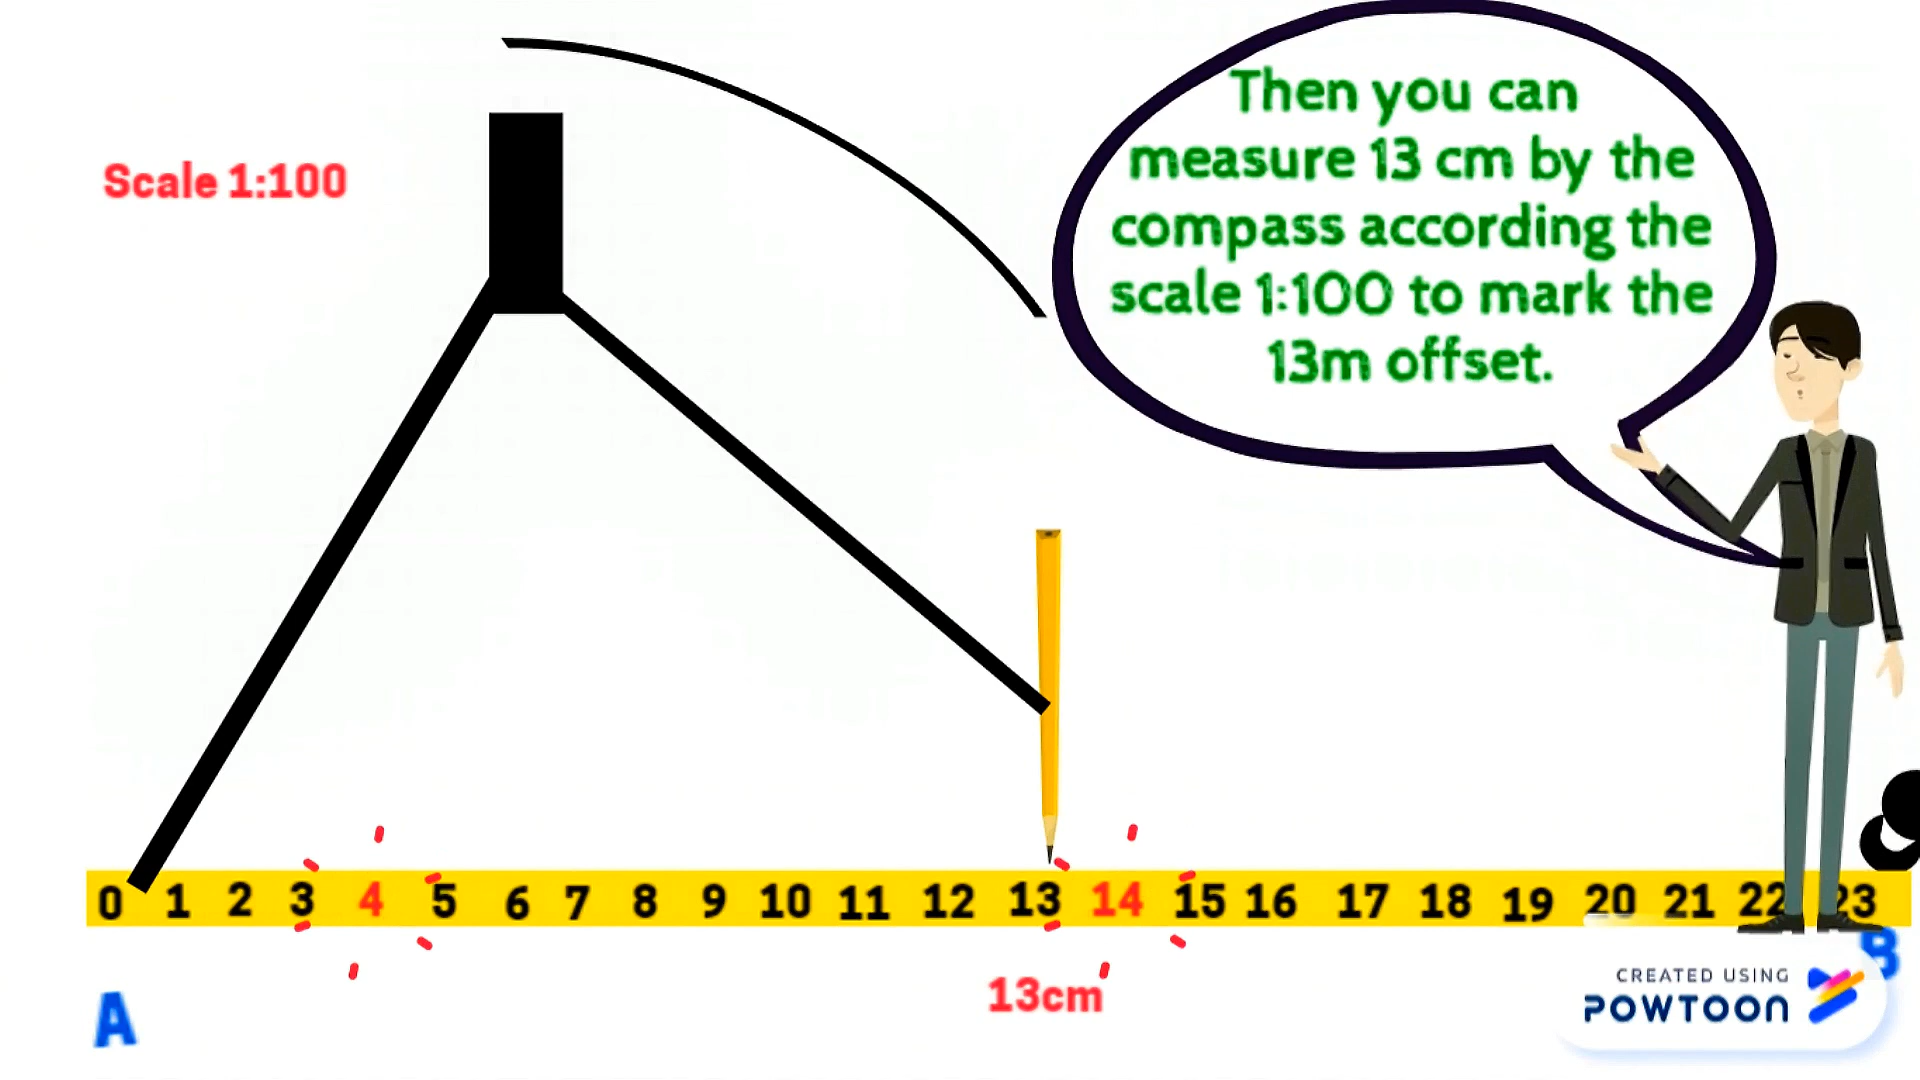 Scale 1:100
Then you can
measure 13 cm by the
compass according the
scale 1:100 to mark the
13m offset.
0 1 2 3 4 5 6 7 8 9 10 11 12 13 14 15 16 17 18 19 20 21 22 23
13cm
A
B
CREATED USING
POWTOON